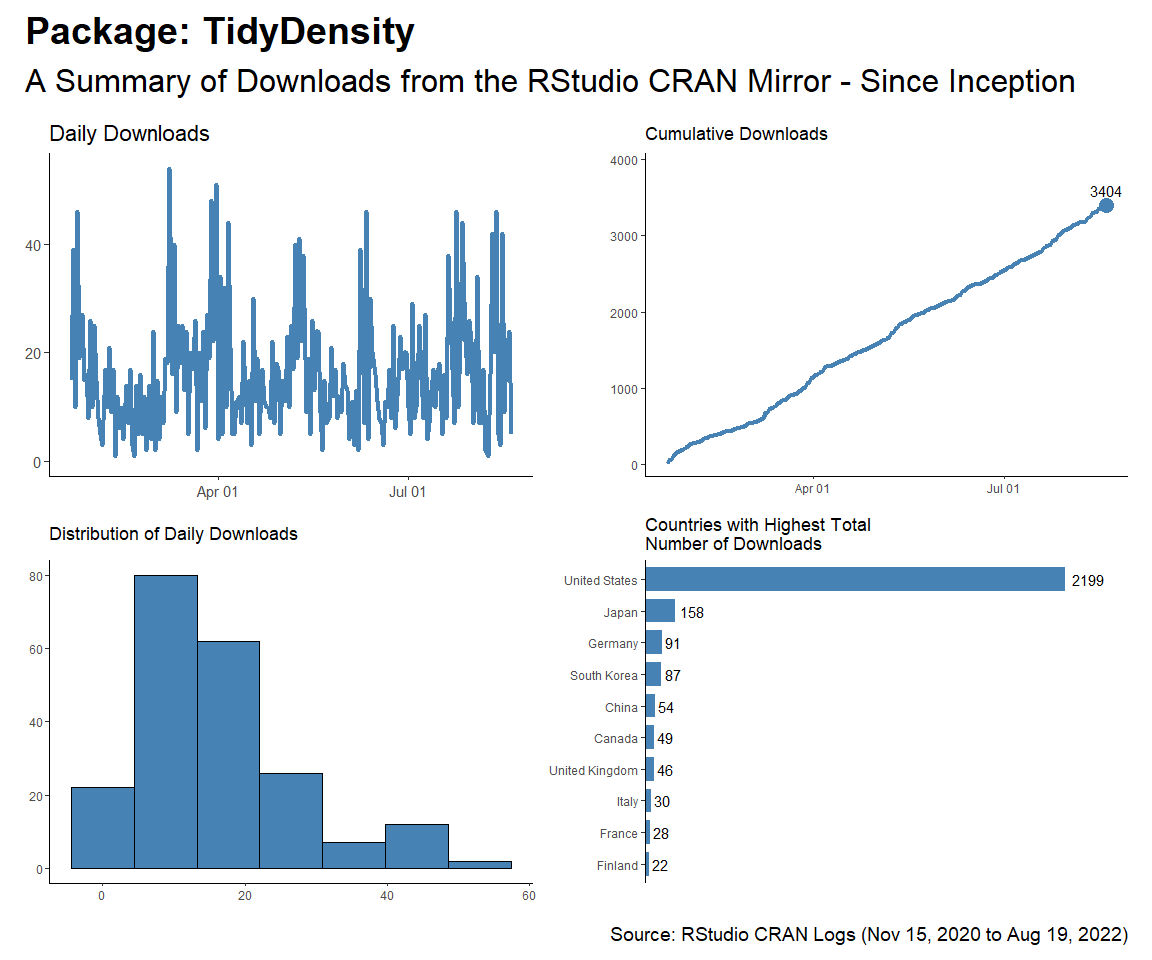 Package: TidyDensity
A Summary of Downloads from the RStudio CRAN Mirror - Since Inception
Daily Downloads
40
20
0
Apr 01
Jul 01
Cumulative Downloads
4000
3000
2000
1000
0
3404
Apr 01
Jul 01
Distribution of Daily Downloads
80
60
40
20
0
0
20
40
60
Countries with Highest Total
Number of Downloads
United States 2199
Japan 158
Germany 91
South Korea 87
China 54
Canada 49
United Kingdom 46
Italy 30
France 28
Finland 22
Source: RStudio CRAN Logs (Nov 15, 2020 to Aug 19, 2022)